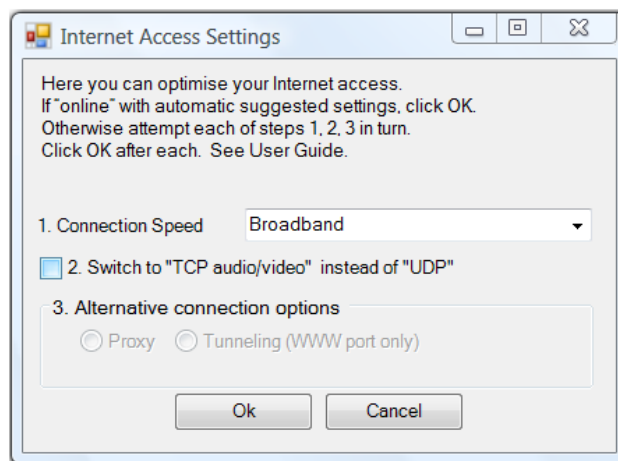 Internet Access Settings
Here you can optimise your Internet access.
If "online" with automatic suggested settings, click OK.
Otherwise attempt each of steps 1, 2, 3 in turn.
Click OK after each. See User Guide.
1. Connection Speed Broadband
2. Switch to "TCP audio/video" instead of "UDP"
3. Alternative connection options
Proxy Tunneling (WWW port only)
Ok Cancel